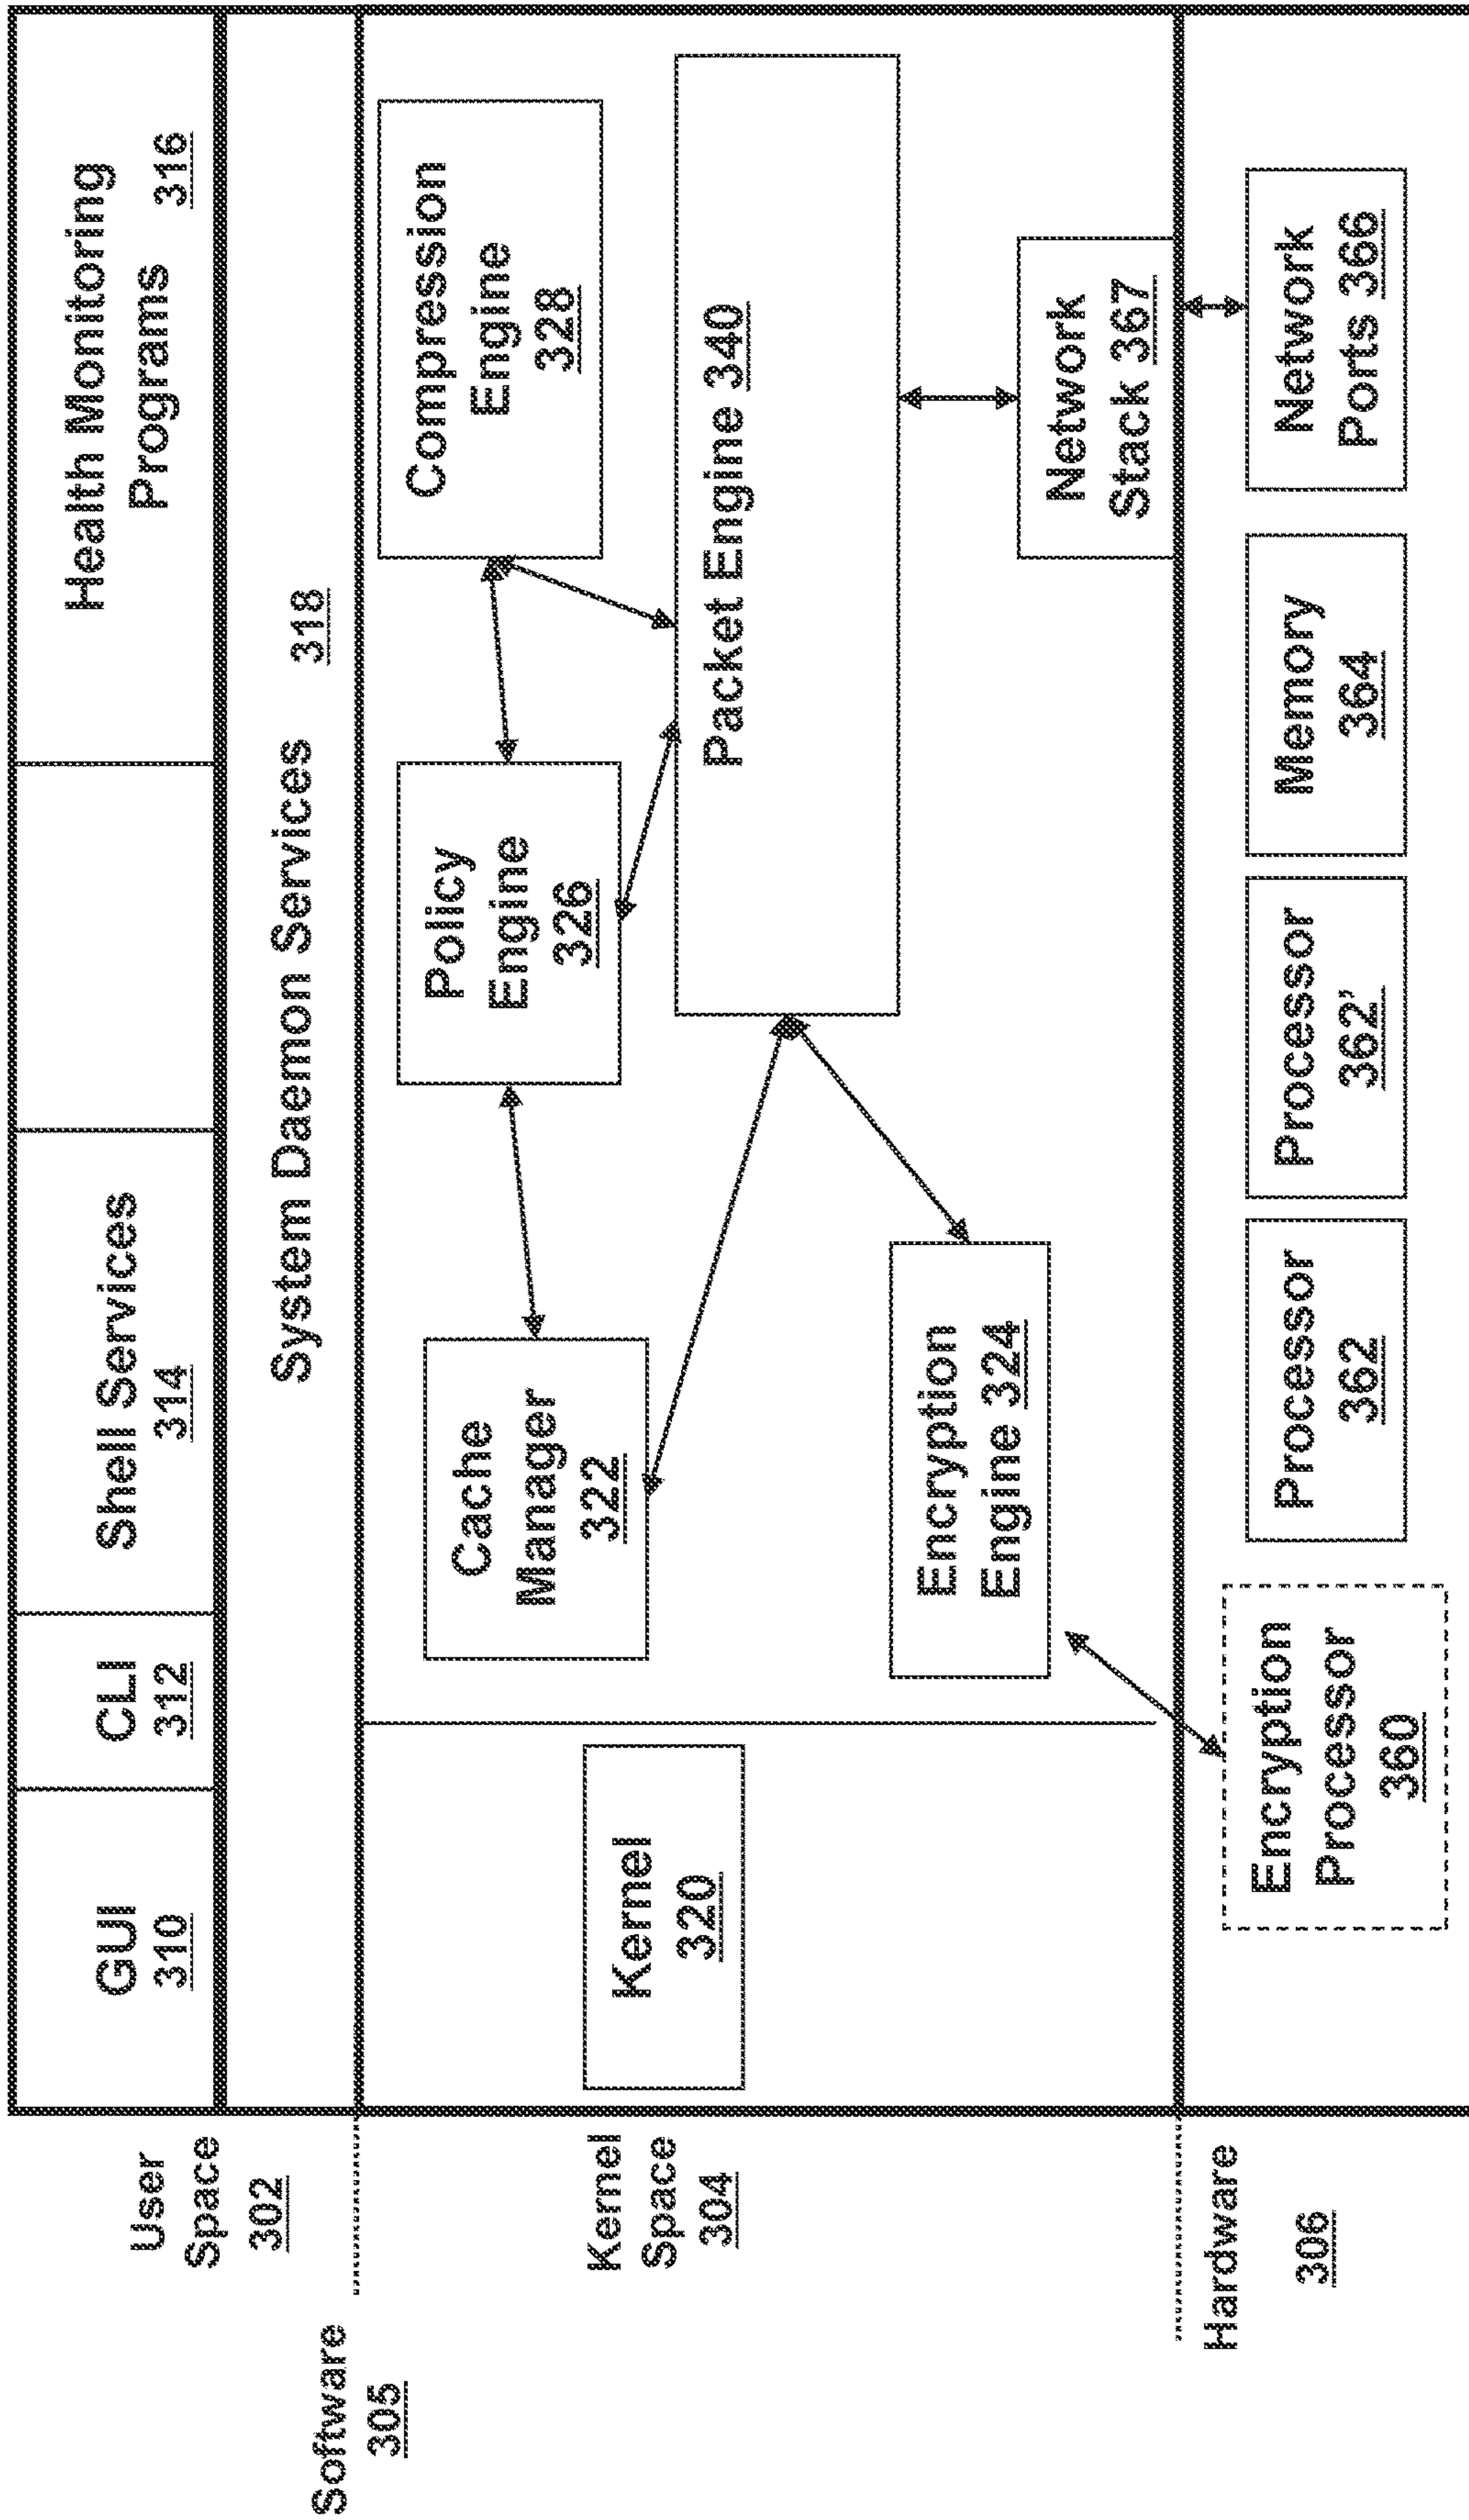 GUI
310
CLI
312
Shell Services
314
Health Monitoring
Programs 316
User
Space
302
System Daemon Services 318
Software
305
Kernel
Space
304
Kernel
320
Cache
Manager
322
Policy
Engine
326
Compression
Engine
328
Packet Engine 340
Encryption
Engine 324
Network
Stack 367
Hardware
306
Encryption
Processor
360
Processor
362
Processor
362'
Memory
364
Network
Ports 366